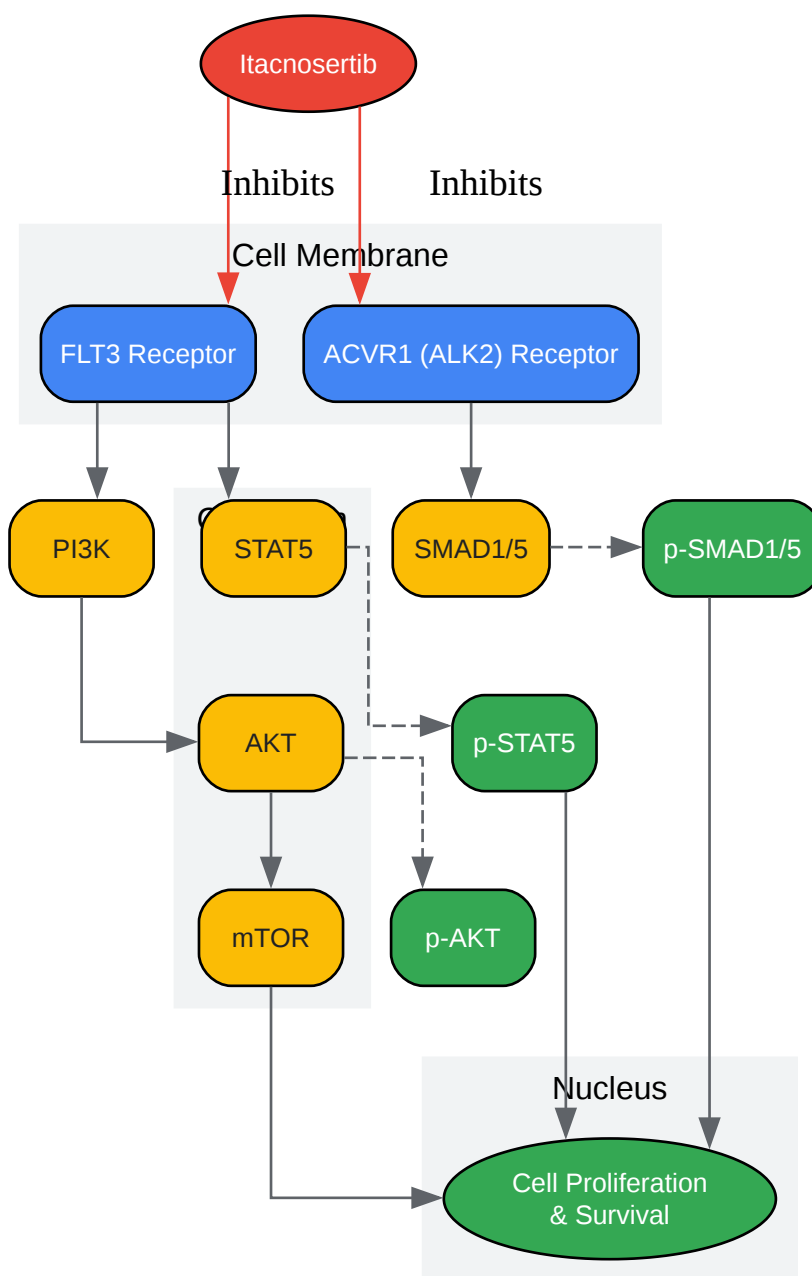 Itacnosertib
Inhibits
Inhibits
Cell Membrane
FLT3 Receptor
ACVR1 (ALK2) Receptor
PI3K
STAT5
SMAD1/5
p-SMAD1/5
AKT
p-STAT5
mTOR
p-AKT
Nucleus
Cell Proliferation
& Survival